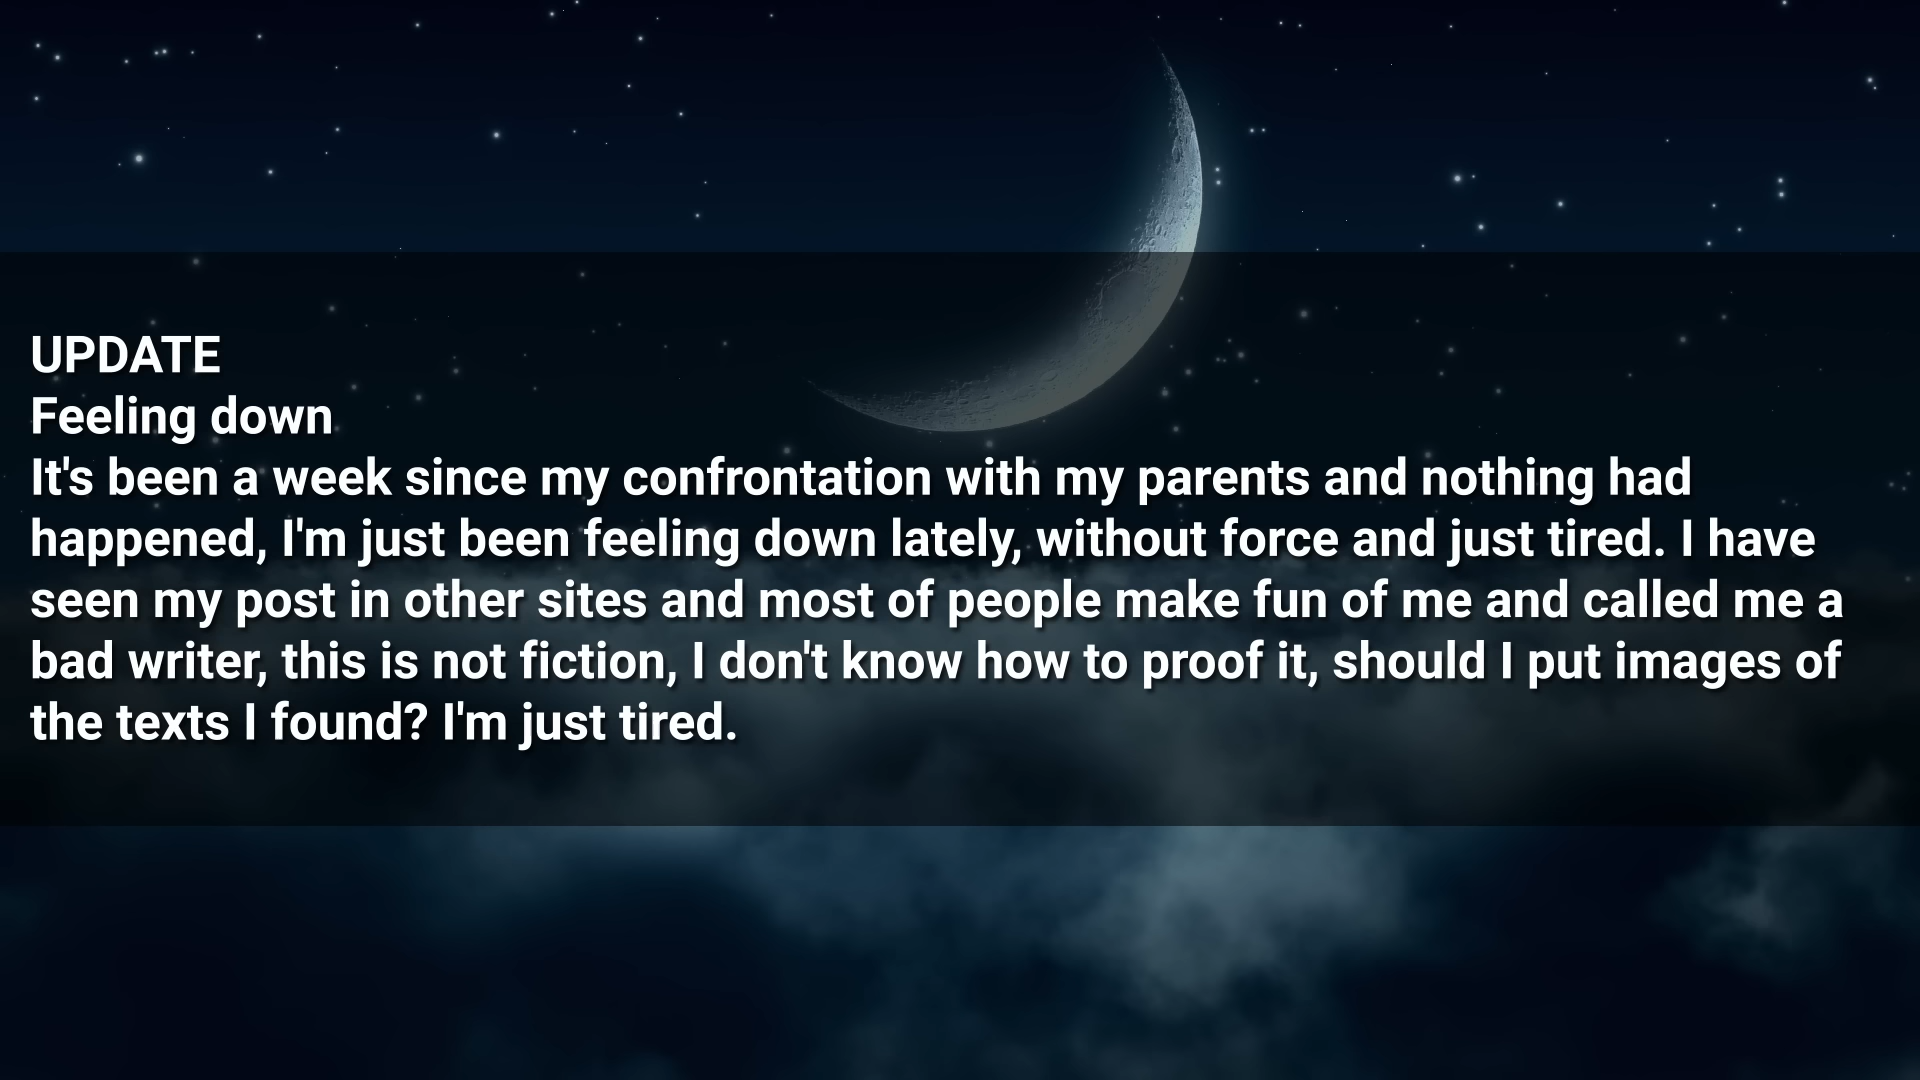 UPDATE
Feeling down
It's been a week since my confrontation with my parents and nothing had
happened, I'm just been feeling down lately, without force and just tired. I have
seen my post in other sites and most of people make fun of me and called me a
bad writer, this is not fiction, I don't know how to proof it, should I put images of
the texts I found? I'm just tired.